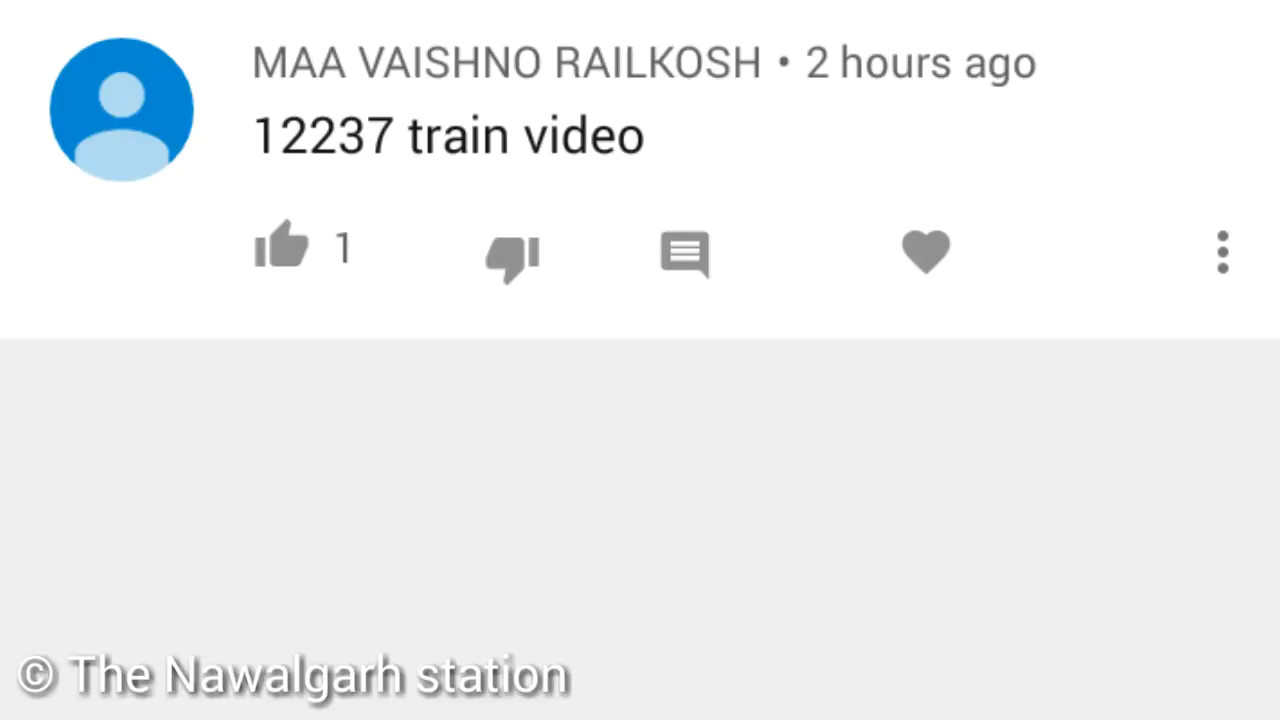 MAA VAISHNO RAILKOSH • 2 hours ago
12237 train video
1
© The Nawalgarh station